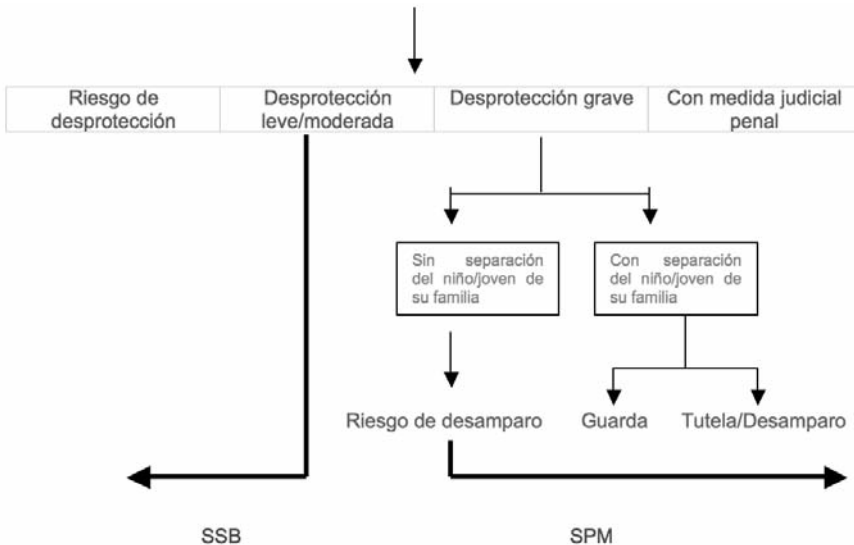 Riesgo de
desprotección
Desprotección
leve/moderada
Desprotección grave
Con medida judicial
penal
Sin separación
del niño/joven de
su familia
Con separación
del niño/joven de
su familia
Riesgo de desamparo
Guarda
Tutela/Desamparo
SSB
SPM